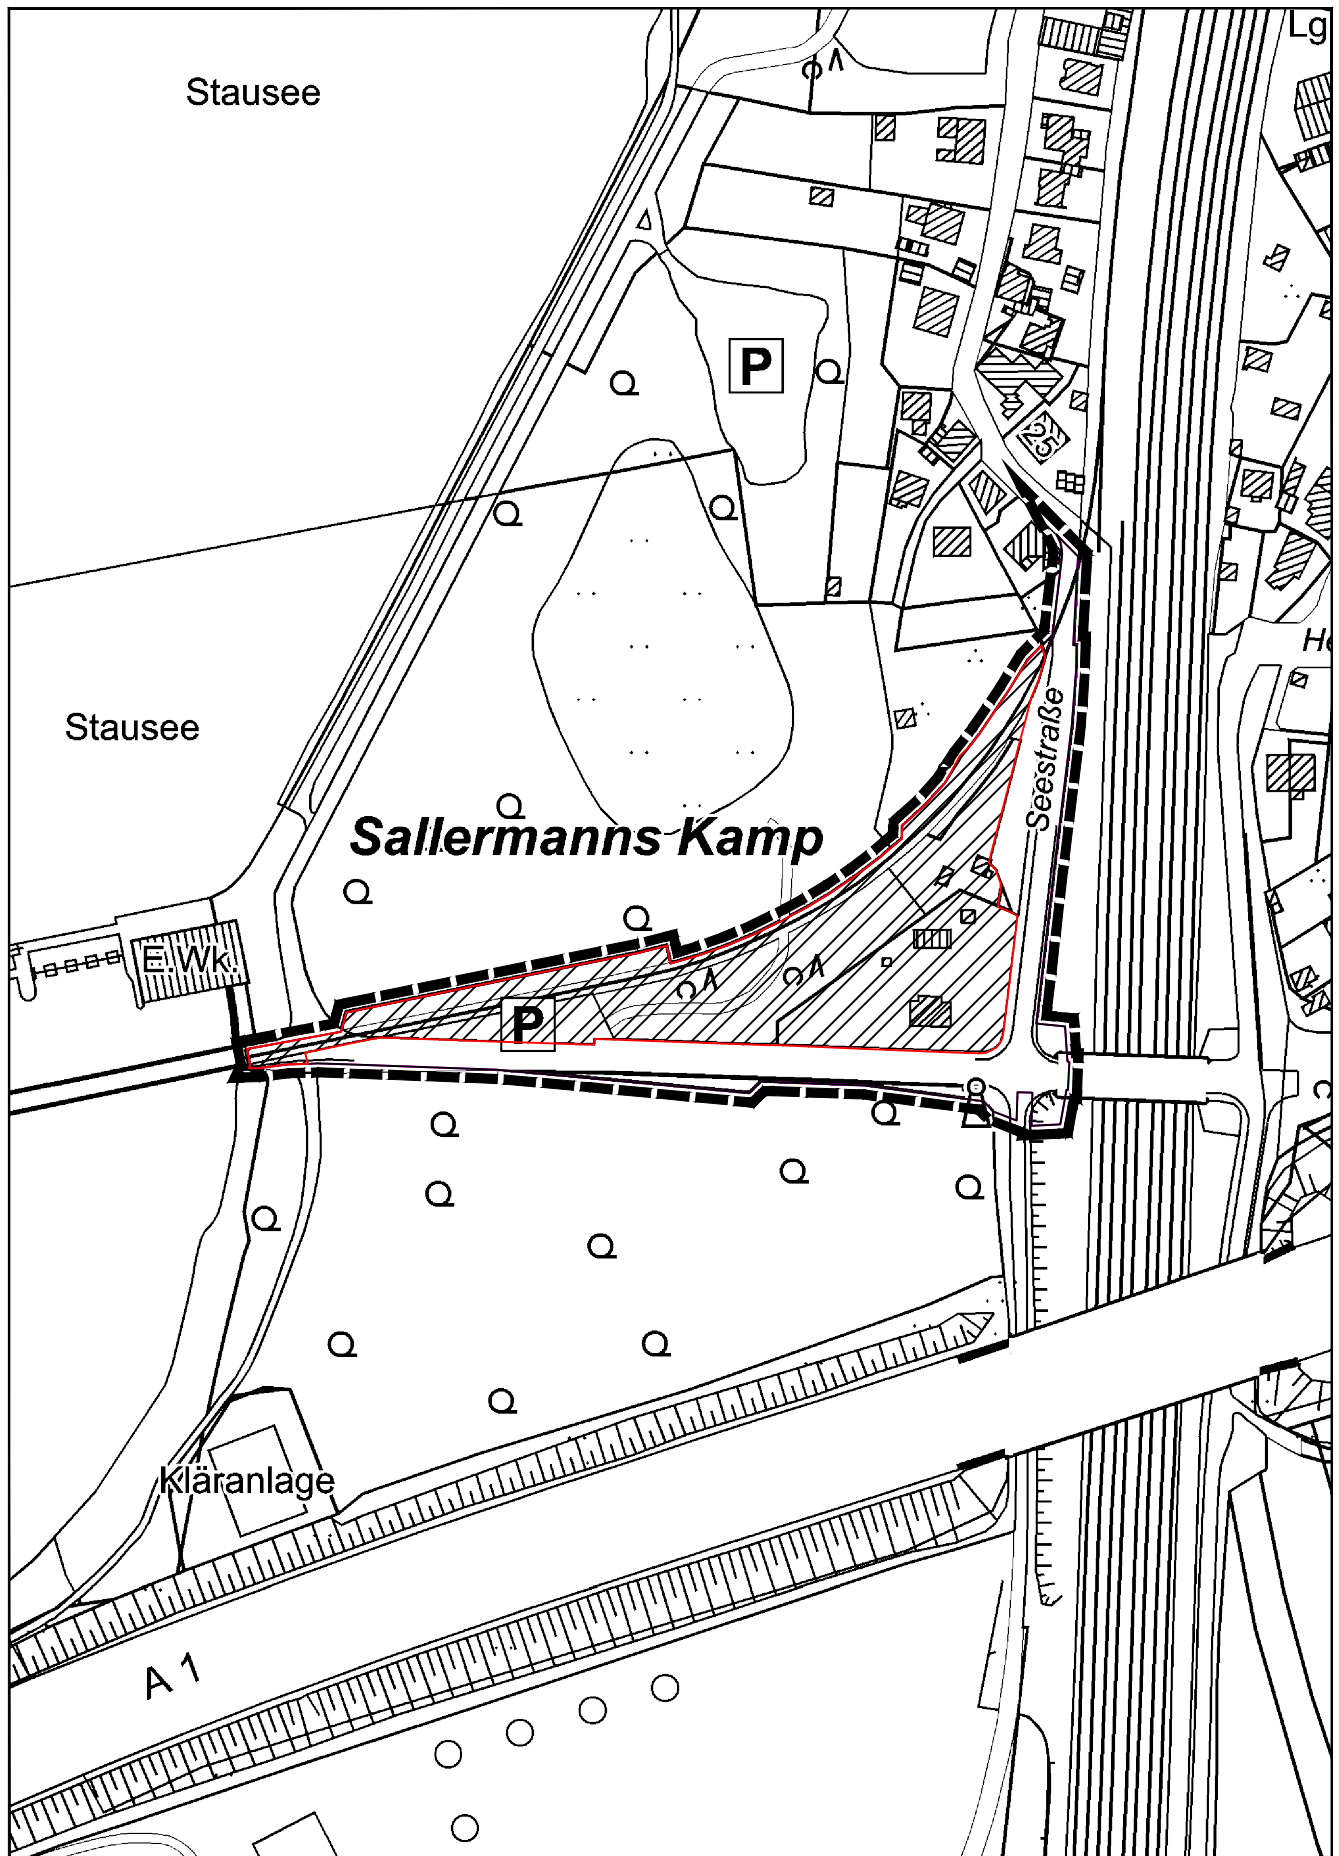 Lg
Stausee
P
25
He
Stausee
Seestraße
Sallermanns Kamp
E.Wk.
P
Kläranlage
A 1